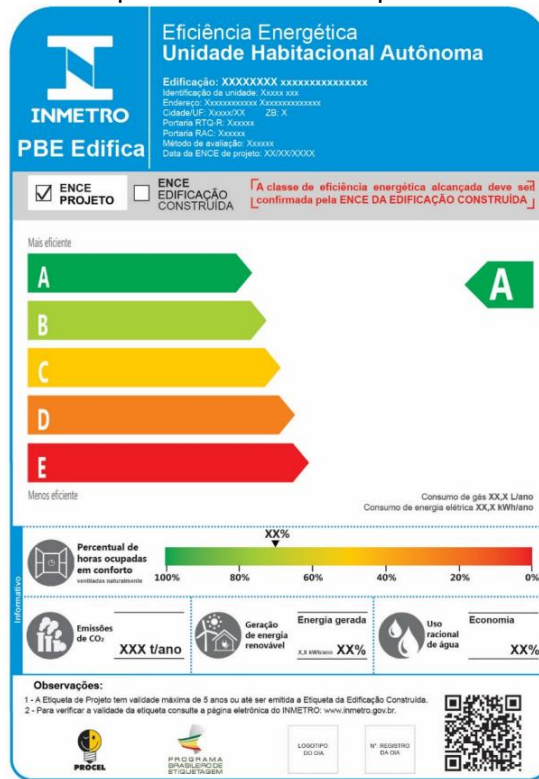 Eficiência Energética
Unidade Habitacional Autônoma
Edificação: XXXXXXXX xxxxxxxxxxxxxxx
Identificação da unidade: Xxxxx xxx
Endereço: Xxxxxxxxxxxx Xxxxxxxxxxxxxx
Cidade/UF: Xxxxx/XX ZB: X
Portaria RTQ-R: Xxxxxx
Portaria RAC: Xxxxxx
Método de avaliação: Xxxxxx
Data da ENCE de projeto: XX/XX/XXXX
INMETRO
PBE Edifica
ENCE
PROJETO
ENCE
EDIFICAÇÃO
CONSTRUÍDA
A classe de eficiência energética alcançada deve ser
confirmada pela ENCE DA EDIFICAÇÃO CONSTRUÍDA
Mais eficiente
A
A
B
C
D
E
Menos eficiente
Consumo de gás XX,X L/ano
Consumo de energia elétrica XX,X kWh/ano
Informativo
Percentual de
horas ocupadas
em conforto
ventiladas naturalmente
XX%
100% 80% 60% 40% 20% 0%
Emissões
de CO₂
XXX t/ano
Geração
de energia
renovável
Energia gerada
X,X kWh/ano XX%
Uso
racional
de água
Economia
XX%
Observações:
1 - A Etiqueta de Projeto tem validade máxima de 5 anos ou até ser emitida a Etiqueta da Edificação Construída.
2 - Para verificar a validade da etiqueta consulte a página eletrônica do INMETRO: www.inmetro.gov.br.
PROCEL
PROGRAMA
BRASILEIRO DE
ETIQUETAGEM
LOGOTIPO
DO OIA
Nº. REGISTRO
DA OIA